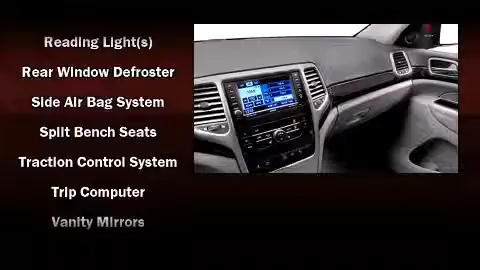 Reading Light(s)
Rear Window Defroster
Side Air Bag System
Split Bench Seats
Traction Control System
Trip Computer
Vanity Mirrors